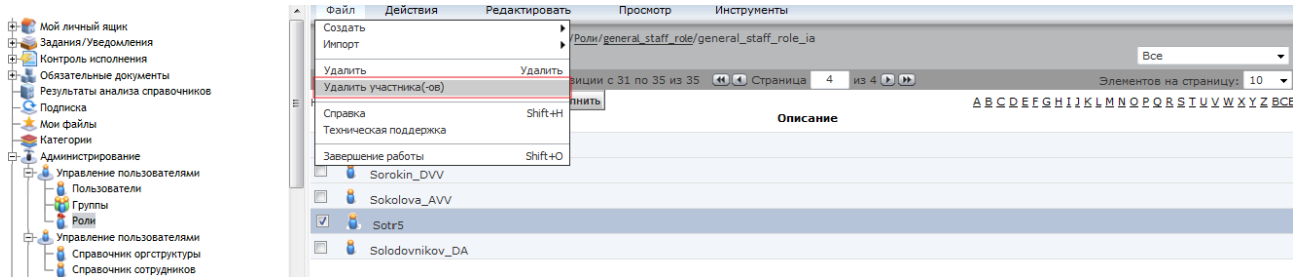 Мой личный ящик
Задания/Уведомления
Контроль исполнения
Обязательные документы
Результаты анализа справочников
Подписка
Мои файлы
Категории
Администрирование
Управление пользователями
Пользователи
Группы
Роли
Управление пользователями
Справочник оргструктуры
Справочник сотрудников
Файл Действия Редактировать Просмотр Инструменты
Создать
Импорт
Удалить Удалить
Удалить участника(-ов)
Справка Shift+H
Техническая поддержка
Завершение работы Shift+O
/Роли/general_staff_role/general_staff_role_ia
Все
зиции с 31 по 35 из 35 Страница 4 из 4 Элементов на страницу: 10
лнить A B C D E F G H I J K L M N O P Q R S T U V W X Y Z ВСЕ
Описание
Sorokin_DVV
Sokolova_AVV
Sotr5
Solodovnikov_DA